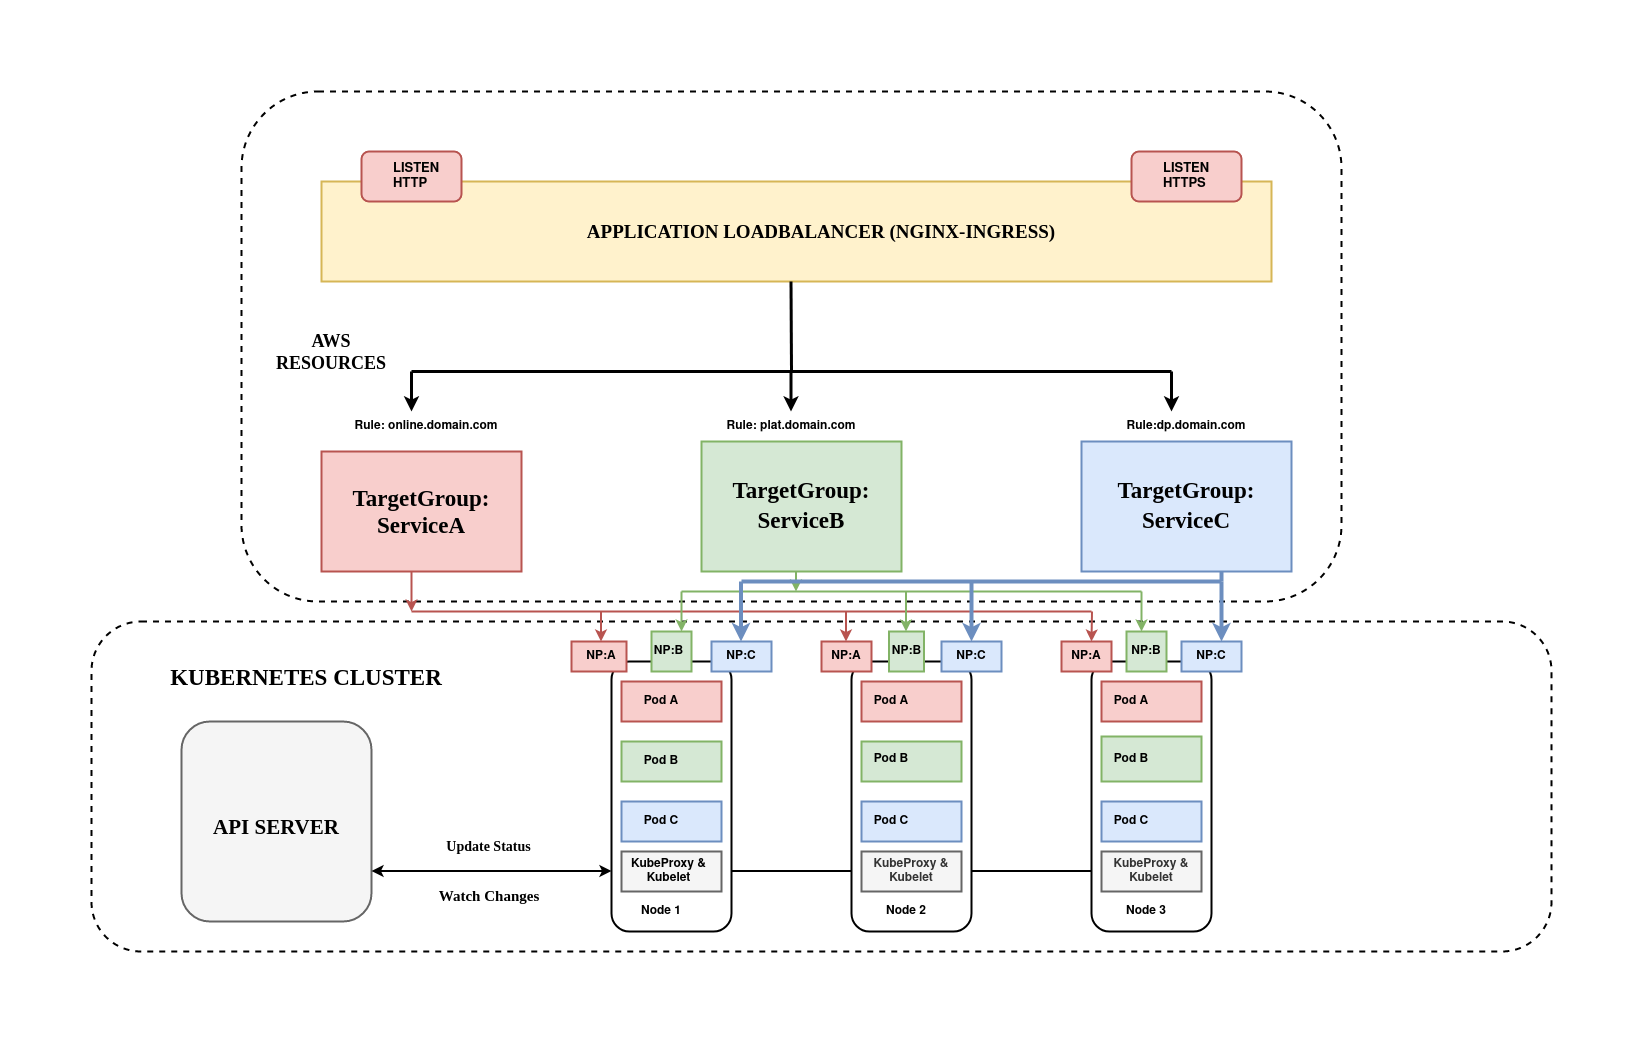 LISTEN
HTTP
LISTEN
HTTPS
APPLICATION LOADBALANCER (NGINX-INGRESS)
AWS
RESOURCES
Rule: online.domain.com
Rule: plat.domain.com
Rule:dp.domain.com
TargetGroup:
ServiceA
TargetGroup:
ServiceB
TargetGroup:
ServiceC
KUBERNETES CLUSTER
API SERVER
Update Status
Watch Changes
NP:A
NP:B
NP:C
Pod A
Pod B
Pod C
KubeProxy &
Kubelet
Node 1
NP:A
NP:B
NP:C
Pod A
Pod B
Pod C
KubeProxy &
Kubelet
Node 2
NP:A
NP:B
NP:C
Pod A
Pod B
Pod C
KubeProxy &
Kubelet
Node 3